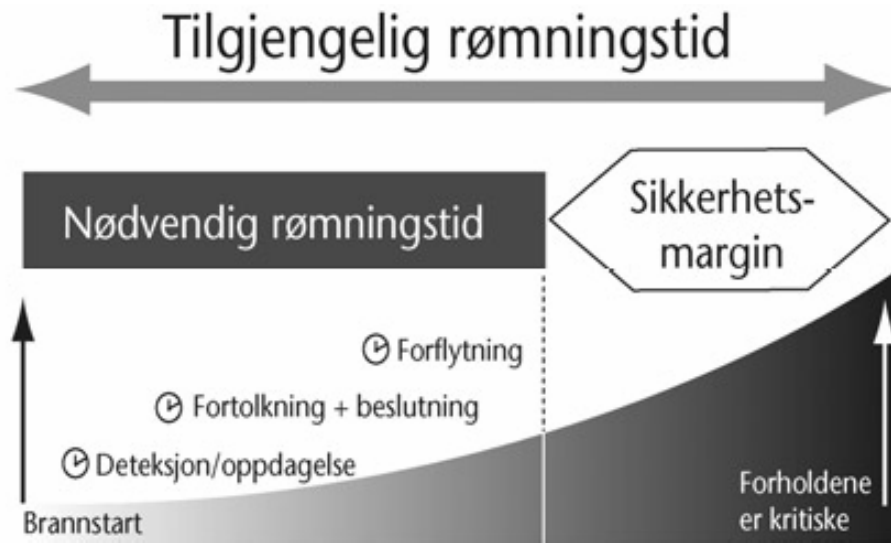 Tilgjengelig rømningstid
Nødvendig rømningstid
Sikkerhets-
margin
Forflytning
Fortolkning + beslutning
Deteksjon/oppdagelse
Brannstart
Forholdene
er kritiske